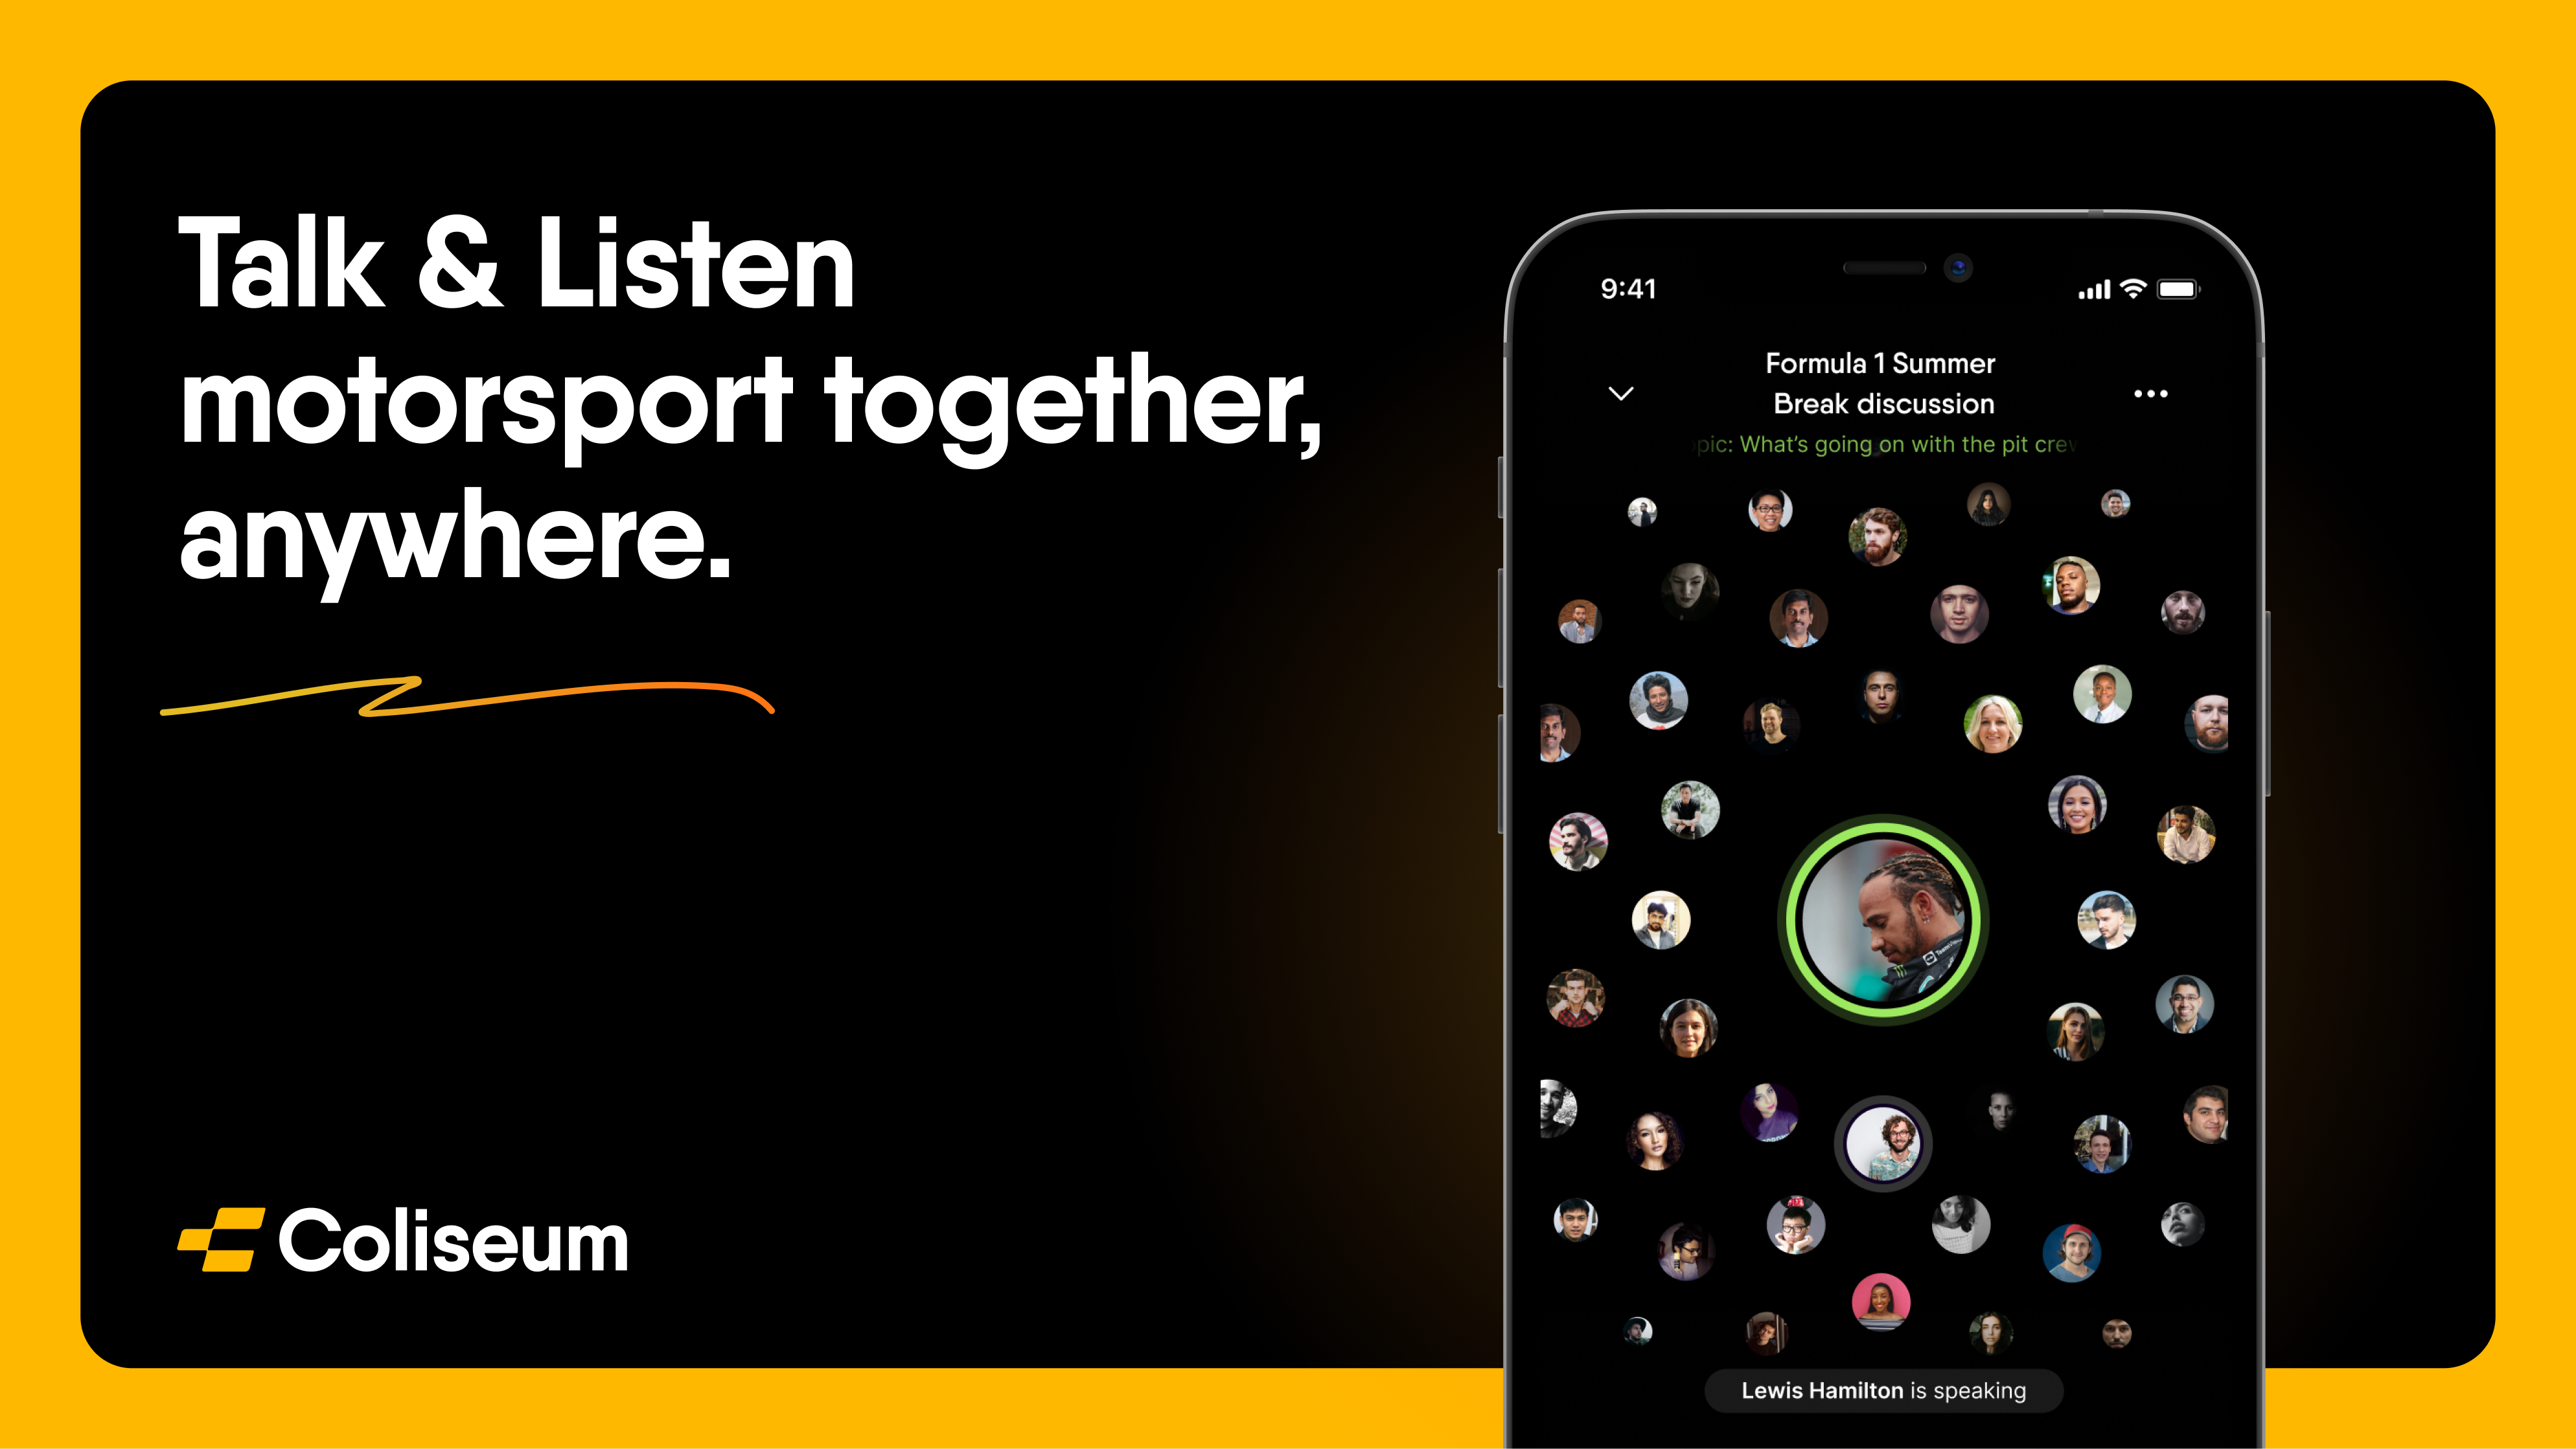 Talk & Listen
motorsport together,
anywhere.
Coliseum
9:41
Formula 1 Summer
Break discussion
What's going on with the pit
Lewis Hamilton is speaking